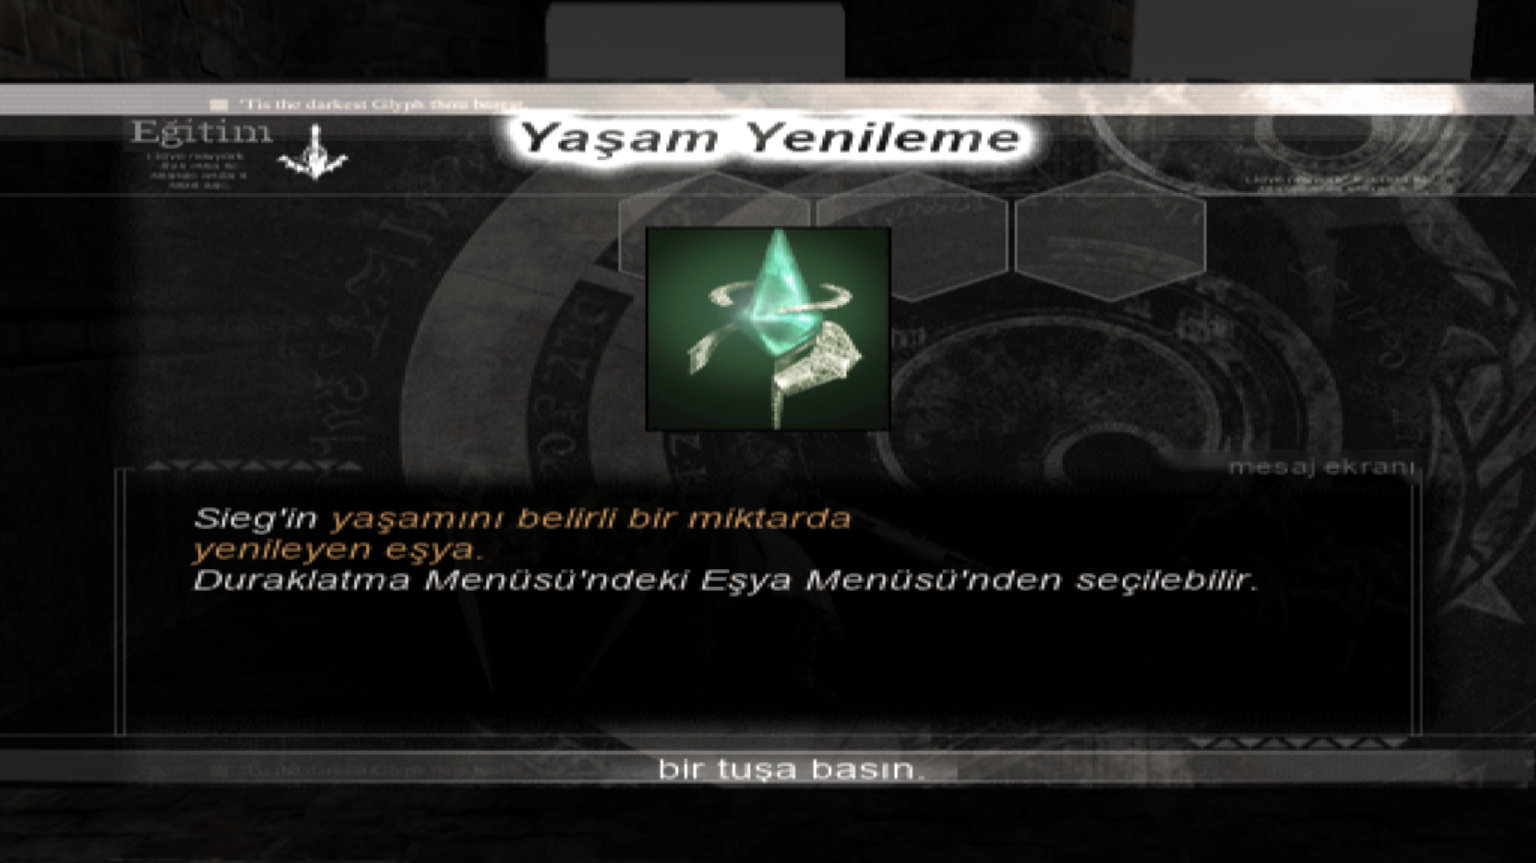 'Tis the darkest Glyph thou bearest.
Eğitim
Yaşam Yenileme
mesaj ekranı
Sieg'in yaşamını belirli bir miktarda
yenileyen eşya.
Duraklatma Menüsü'ndeki Eşya Menüsü'nden seçilebilir.
bir tuşa basın.